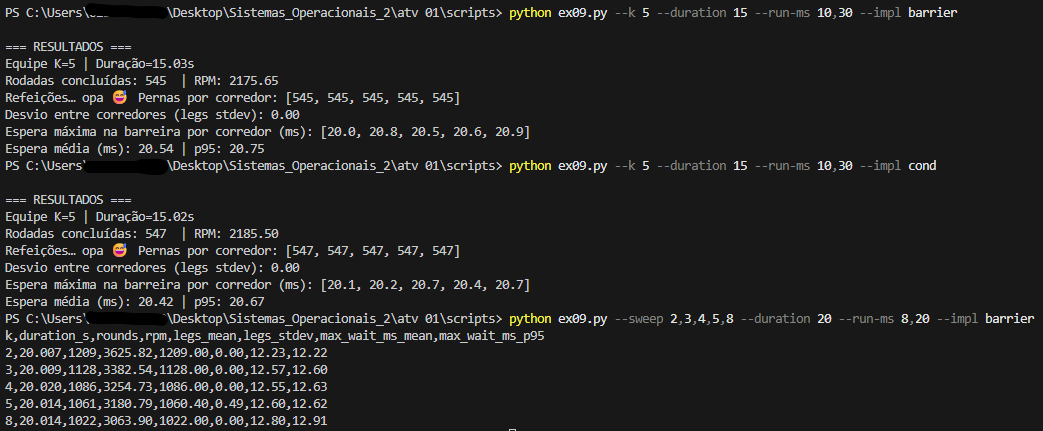 PS C:\Users\ \Desktop\Sistemas_Operacionais_2\atv 01\scripts> python ex09.py --k 5 --duration 15 --run-ms 10,30 --impl barrier
=== RESULTADOS ===
Equipe K=5 | Duração=15.03s
Rodadas concluídas: 545  | RPM: 2175.65
Refeições… opa 😅 Pernas por corredor: [545, 545, 545, 545, 545]
Desvio entre corredores (legs stdev): 0.00
Espera máxima na barreira por corredor (ms): [20.0, 20.8, 20.5, 20.6, 20.9]
Espera média (ms): 20.54 | p95: 20.75
PS C:\Users\ \Desktop\Sistemas_Operacionais_2\atv 01\scripts> python ex09.py --k 5 --duration 15 --run-ms 10,30 --impl cond
=== RESULTADOS ===
Equipe K=5 | Duração=15.02s
Rodadas concluídas: 547  | RPM: 2185.50
Refeições… opa 😅 Pernas por corredor: [547, 547, 547, 547, 547]
Desvio entre corredores (legs stdev): 0.00
Espera máxima na barreira por corredor (ms): [20.1, 20.2, 20.7, 20.4, 20.7]
Espera média (ms): 20.42 | p95: 20.67
PS C:\Users\ \Desktop\Sistemas_Operacionais_2\atv 01\scripts> python ex09.py --sweep 2,3,4,5,8 --duration 20 --run-ms 8,20 --impl barrier
k,duration_s,rounds,rpm,legs_mean,legs_stdev,max_wait_ms_mean,max_wait_ms_p95
2,20.007,1209,3625.82,1209.00,0.00,12.23,12.22
3,20.009,1128,3382.54,1128.00,0.00,12.57,12.60
4,20.020,1086,3254.73,1086.00,0.00,12.55,12.63
5,20.014,1061,3180.79,1060.40,0.49,12.60,12.62
8,20.014,1022,3063.90,1022.00,0.00,12.80,12.91